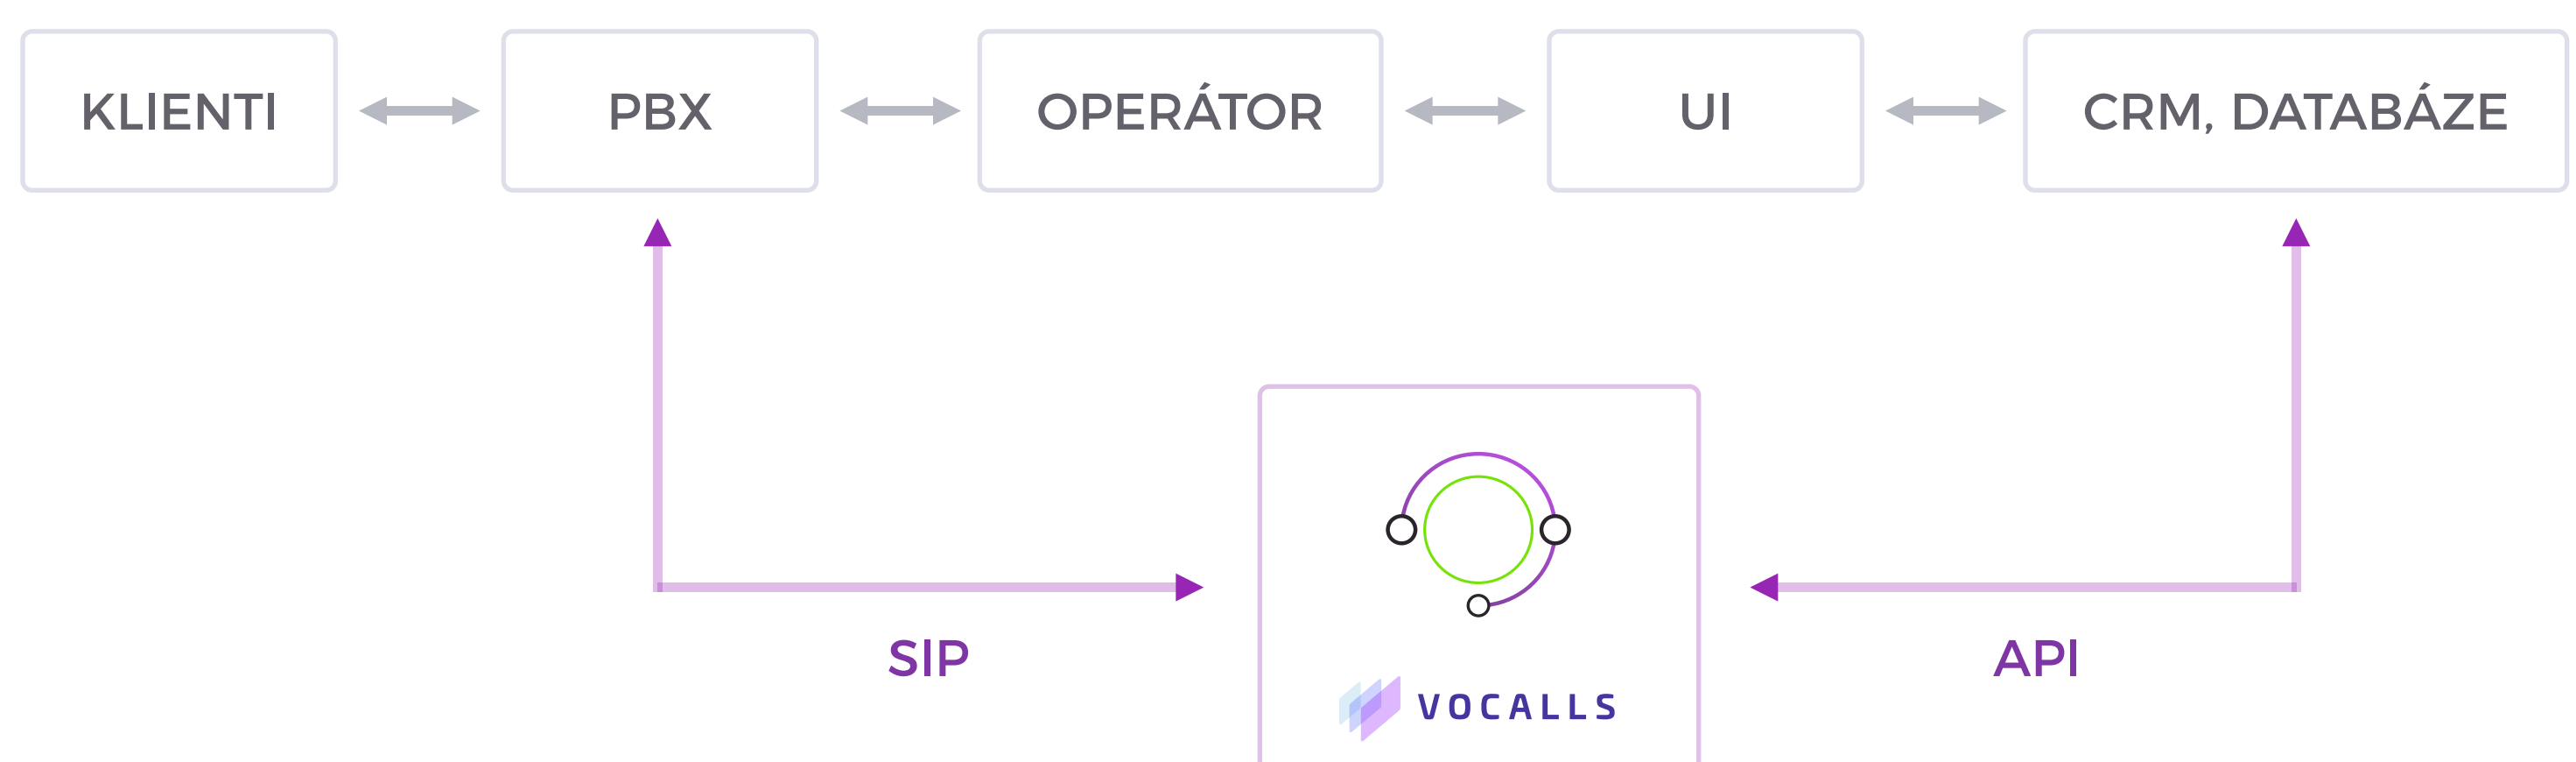 KLIENTI
PBX
OPERÁTOR
UI
CRM, DATABÁZE
SIP
API
VOCALLS